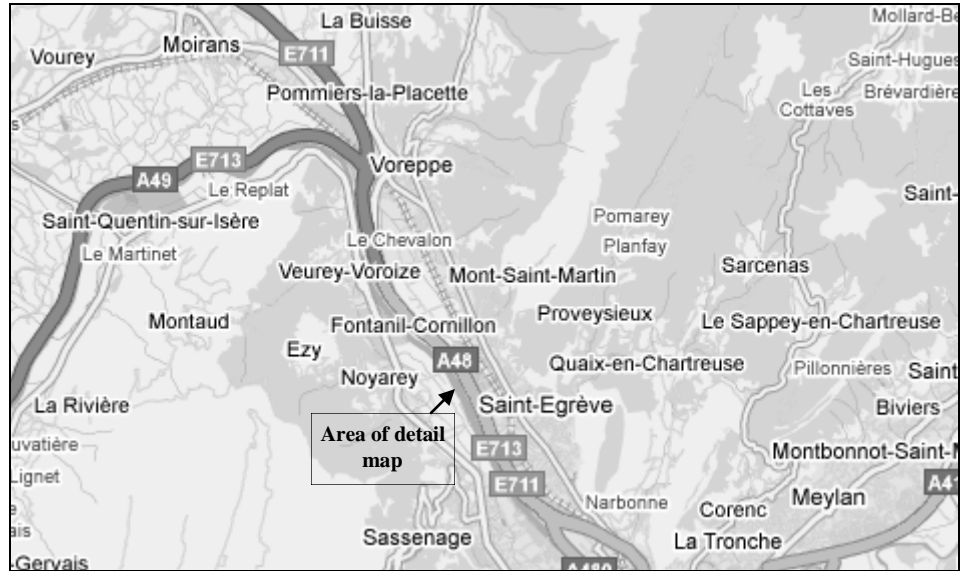 La Buisse
Mollard-Be
Moirans
E711
Vourey
Saint-Hugues
Les
Cottaves
Brévardière
Pommiers-la-Placette
s
E713
Voreppe
A49
Le Replat
Saint-
Saint-Quentin-sur-Isère
Pomarey
Le Chevalon
Planfay
Le Martinet
Veurey-Voroize
Mont-Saint-Martin
Sarcenas
Montaud
Fontanil-Cornillon
Proveysieux
Le Sappey-en-Chartreuse
Ezy
A48
Quaix-en-Chartreuse
Pillonnières
Saint
Noyarey
La Rivière
Saint-Egrève
Biviers
Area of detail
map
uvatière
E713
Montbonnot-Saint-M
Lignet
E711
A41
Narbonne
Meylan
Corenc
e
ais
Sassenage
La Tronche
-Gervais
A480